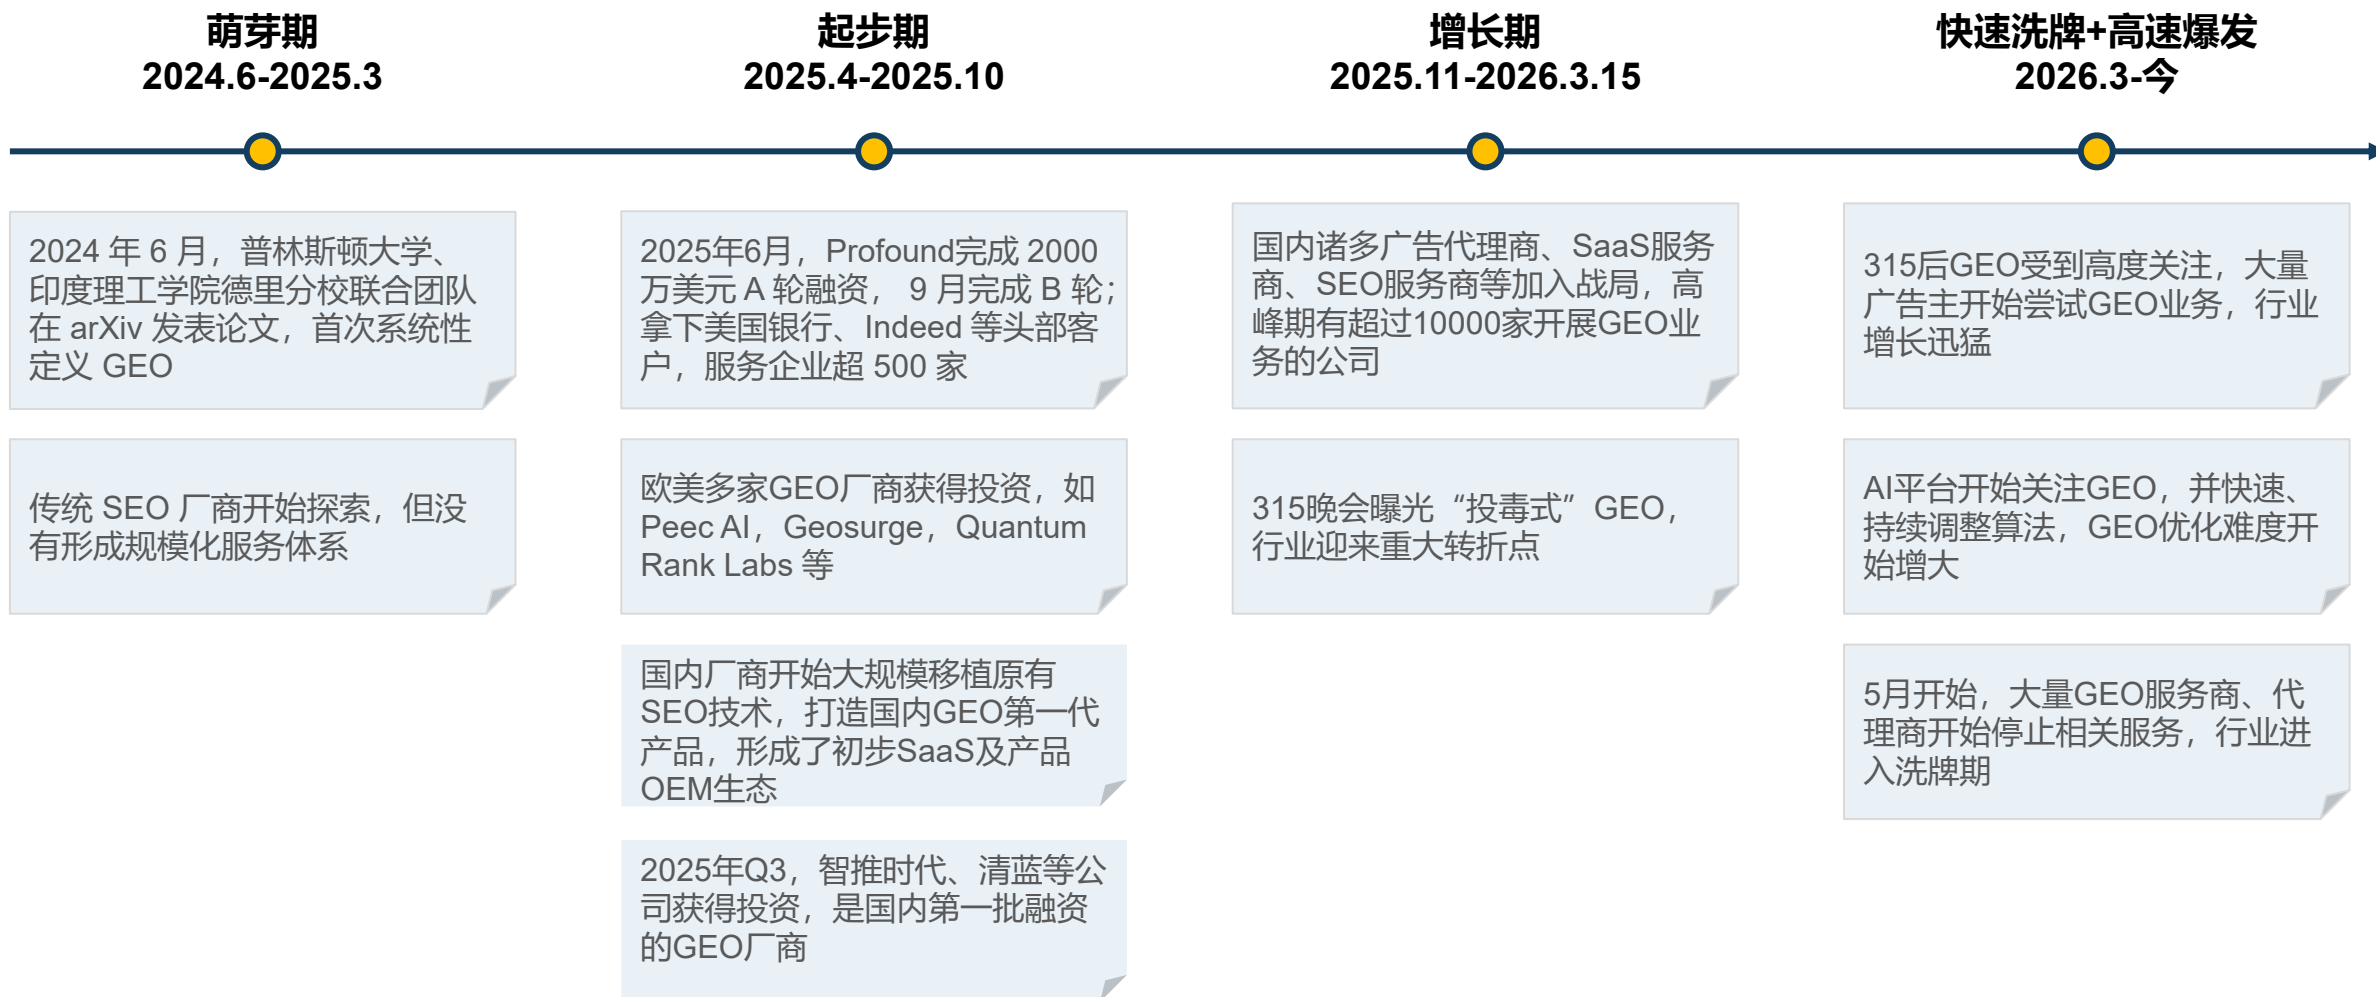 萌芽期
2024.6-2025.3
起步期
2025.4-2025.10
增长期
2025.11-2026.3.15
快速洗牌+高速爆发
2026.3-今
2024 年 6 月，普林斯顿大学、
印度理工学院德里分校联合团队
在 arXiv 发表论文，首次系统性
定义 GEO
传统 SEO 厂商开始探索，但没
有形成规模化服务体系
2025年6月，Profound完成 2000
万美元 A 轮融资， 9 月完成 B 轮；
拿下美国银行、Indeed 等头部客
户，服务企业超 500 家
欧美多家GEO厂商获得投资，如
Peec AI，Geosurge，Quantum
Rank Labs 等
国内厂商开始大规模移植原有
SEO技术，打造国内GEO第一代
产品，形成了初步SaaS及产品
OEM生态
2025年Q3，智推时代、清蓝等公
司获得投资，是国内第一批融资
的GEO厂商
国内诸多广告代理商、SaaS服务
商、SEO服务商等加入战局，高
峰期有超过10000家开展GEO业
务的公司
315晚会曝光“投毒式”GEO，
行业迎来重大转折点
315后GEO受到高度关注，大量
广告主开始尝试GEO业务，行业
增长迅猛
AI平台开始关注GEO，并快速、
持续调整算法，GEO优化难度开
始增大
5月开始，大量GEO服务商、代
理商开始停止相关服务，行业进
入洗牌期